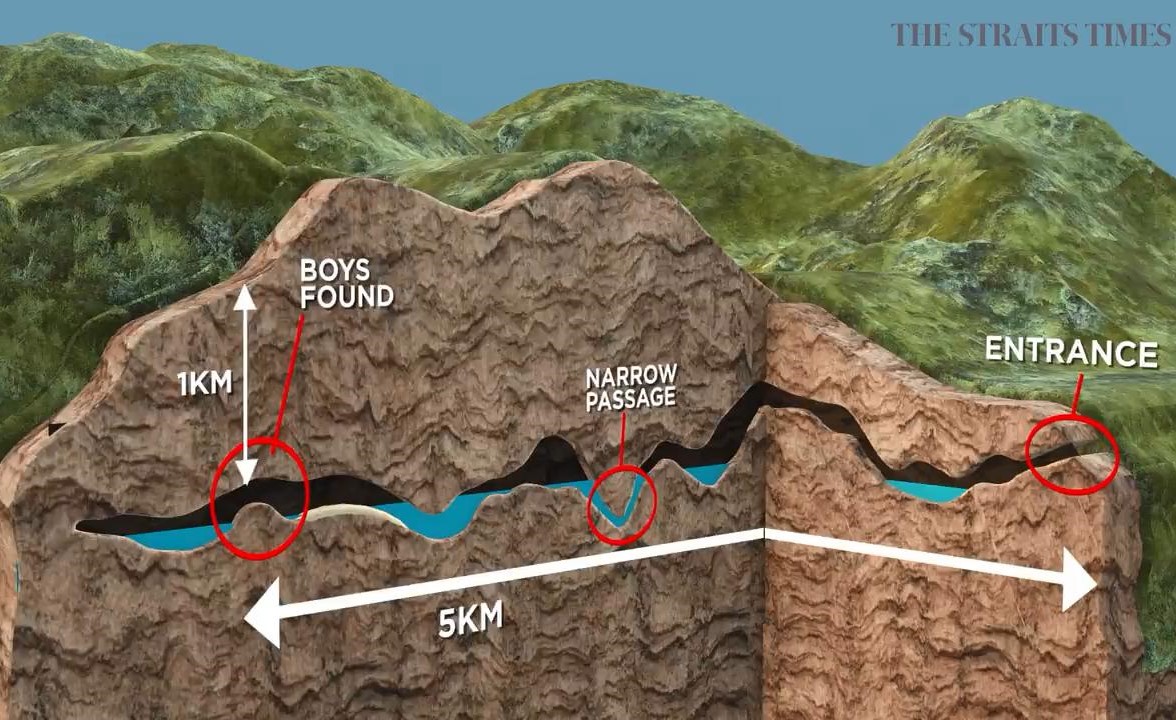 THE STRAITS TIMES
BOYS
FOUND
1KM
NARROW
PASSAGE
ENTRANCE
5KM